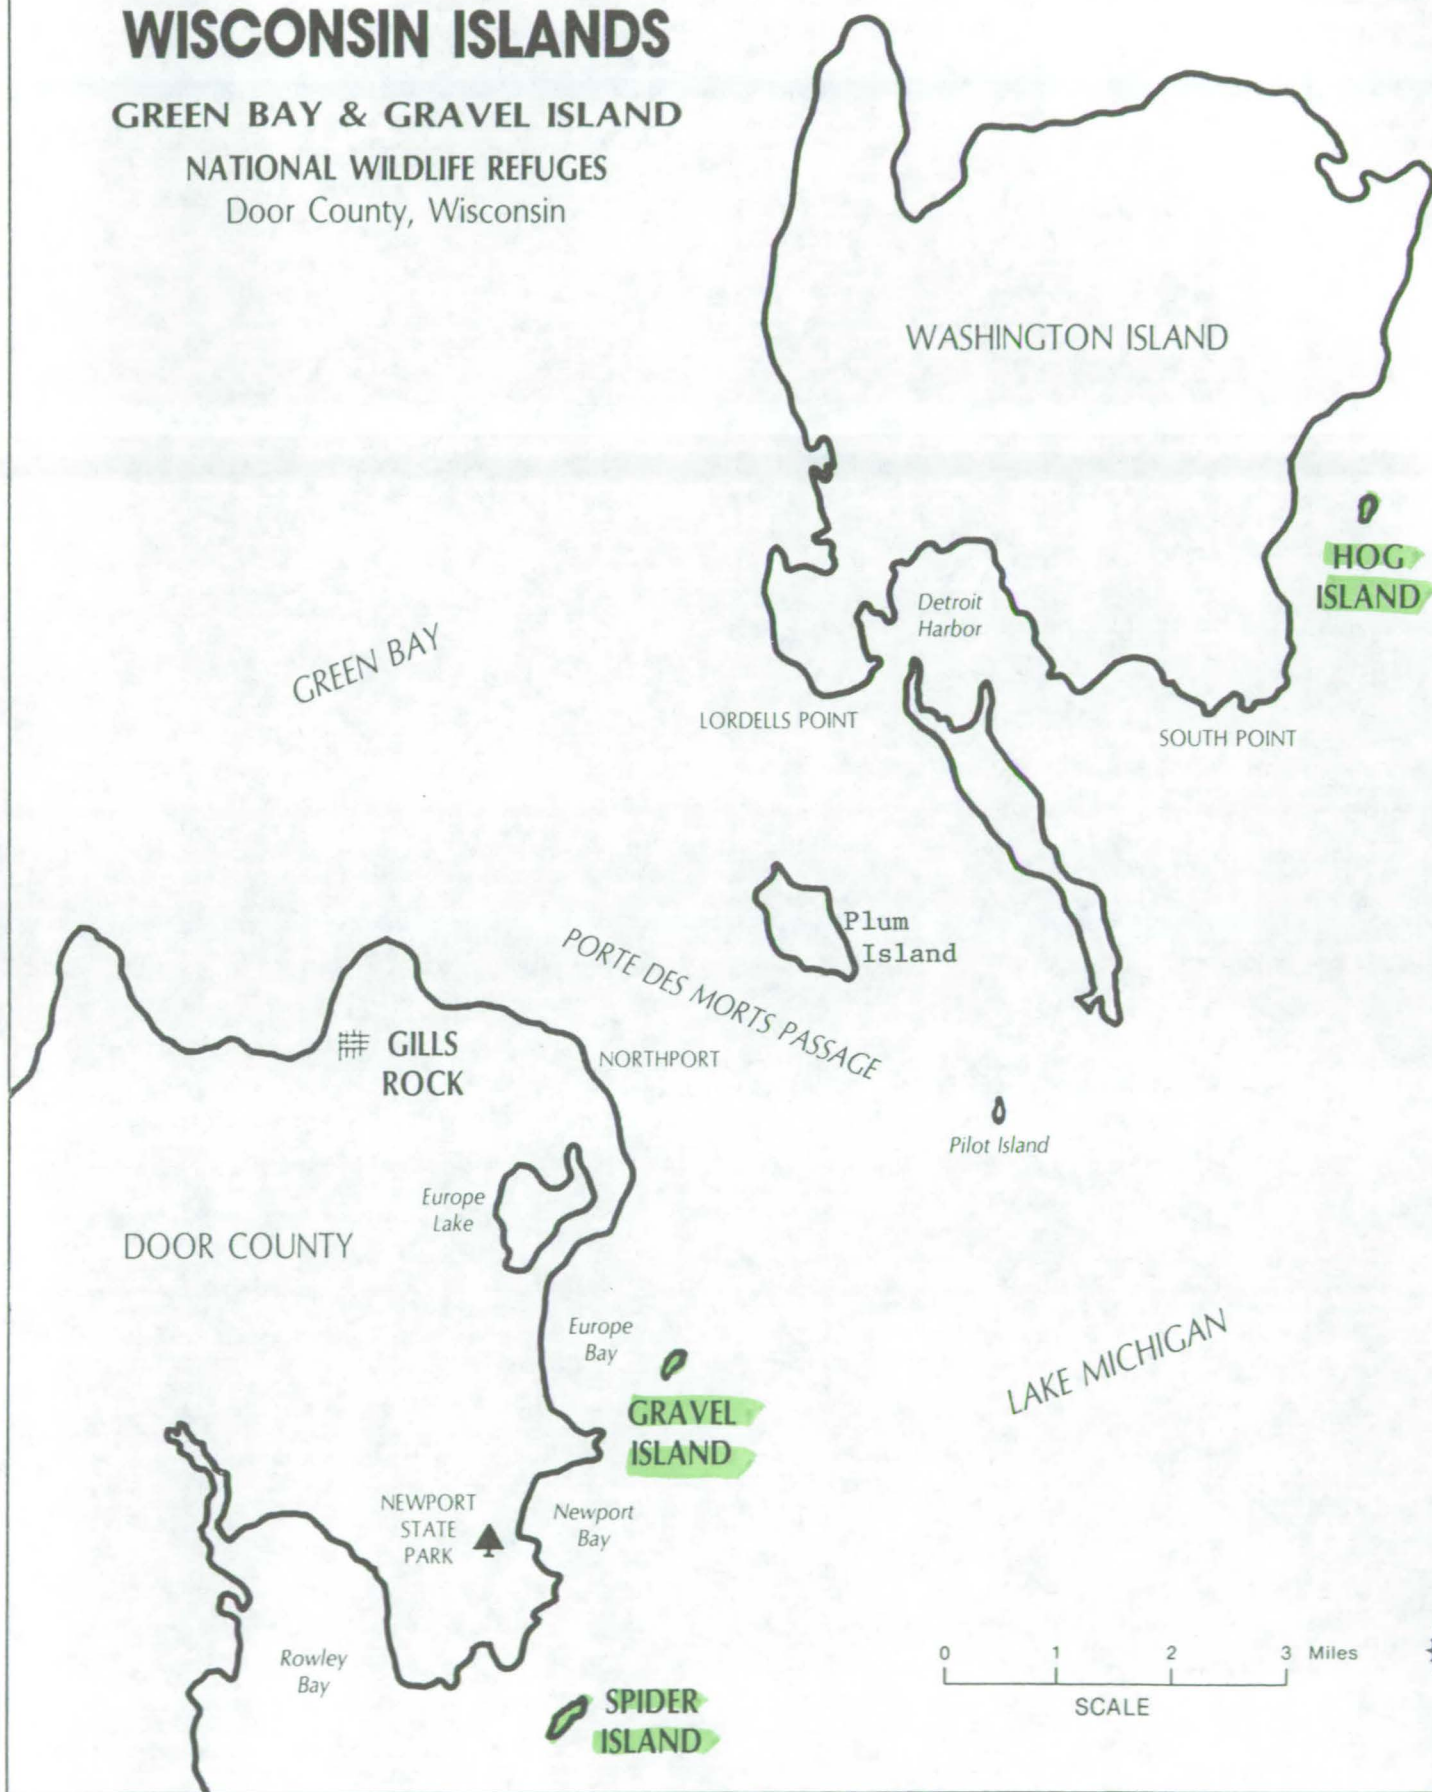 WISCONSIN ISLANDS
GREEN BAY & GRAVEL ISLAND
NATIONAL WILDLIFE REFUGES
Door County, Wisconsin
WASHINGTON ISLAND
HOG
ISLAND
Detroit
Harbor
GREEN BAY
LORDELLS POINT
SOUTH POINT
Plum
Island
PORTE DES MORTS PASSAGE
GILLS
ROCK
NORTHPORT
Pilot Island
Europe
Lake
DOOR COUNTY
Europe
Bay
LAKE MICHIGAN
GRAVEL
ISLAND
NEWPORT
STATE
PARK
Newport
Bay
Rowley
Bay
0 1 2 3 Miles
SCALE
SPIDER
ISLAND